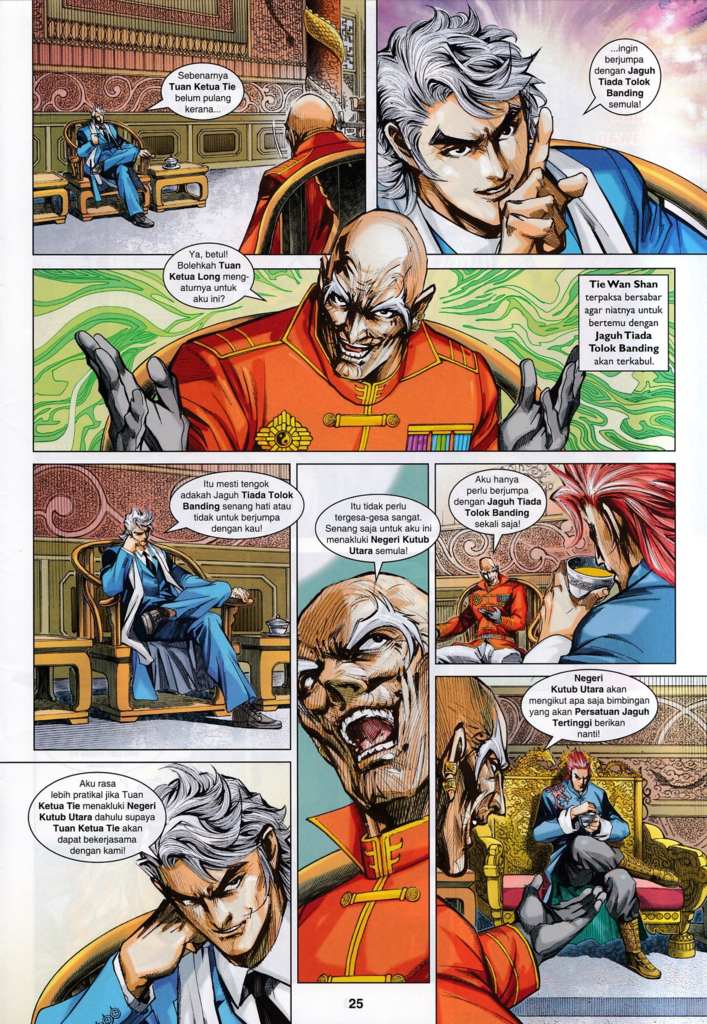 Sebenarnya
Tuan Ketua Tie
belum pulang
kerana...
...ingin
berjumpa
dengan Jaguh
Tiada Tolok
Banding
semula!
Ya, betul!
Bolehkah Tuan
Ketua Long meng-
aturnya untuk
aku ini?
Tie Wan Shan
terpaksa bersabar
agar niatnya untuk
bertemu dengan
Jaguh Tiada
Tolok Banding
akan terkabul.
Itu mesti tengok
adakah Jaguh Tiada Tolok
Banding senang hati atau
tidak untuk berjumpa
dengan kau!
Itu tidak perlu
tergesa-gesa sangat.
Senang saja untuk aku ini
menakluki Negeri Kutub
Utara semula!
Aku hanya
perlu berjumpa
dengan Jaguh Tiada
Tolok Banding
sekali saja!
Negeri
Kutub Utara akan
mengikut apa saja bimbingan
yang akan Persatuan Jaguh
Tertinggi berikan
nanti!
Aku rasa
lebih pratikal jika Tuan
Ketua Tie menakluki Negeri
Kutub Utara dahulu supaya
Tuan Ketua Tie akan
dapat bekerjasama
dengan kami!
25